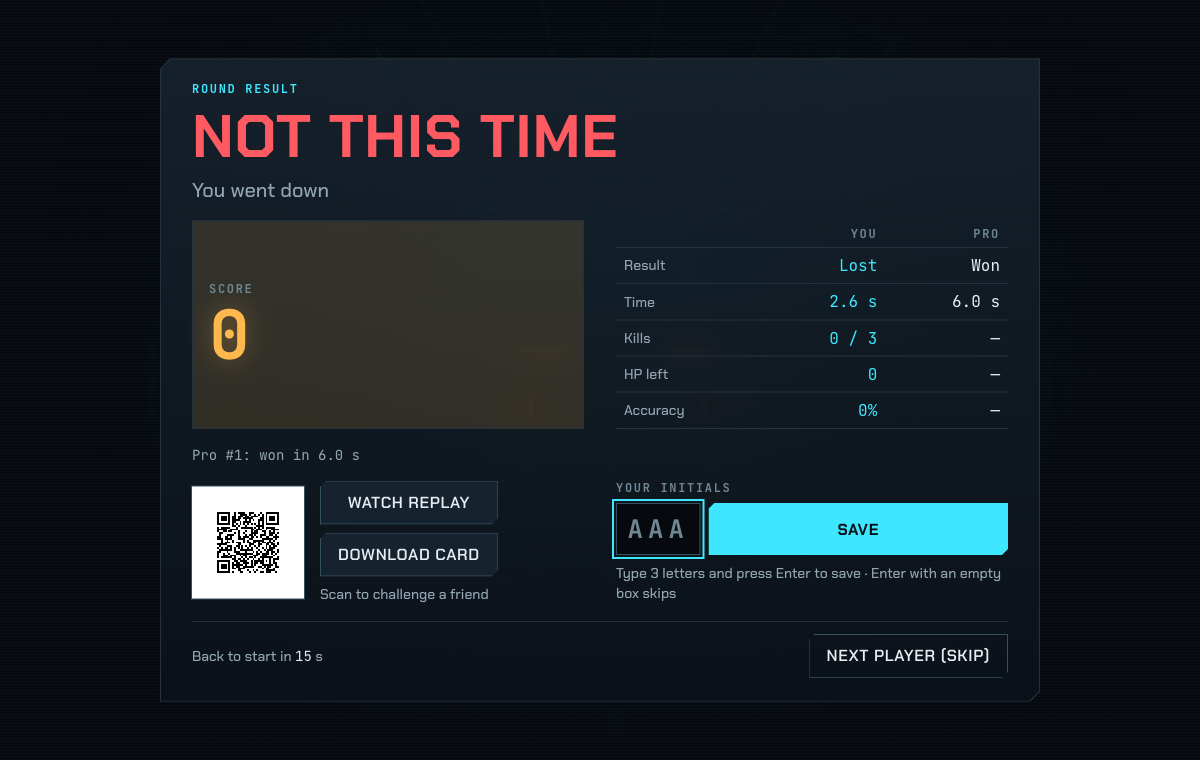 ROUND RESULT
NOT THIS TIME
You went down
SCORE
0
YOU PRO
Result Lost Won
Time 2.6 s 6.0 s
Kills 0 / 3 —
HP left 0 —
Accuracy 0% —
Pro #1: won in 6.0 s
WATCH REPLAY
DOWNLOAD CARD
Scan to challenge a friend
YOUR INITIALS
AAA
SAVE
Type 3 letters and press Enter to save · Enter with an empty
box skips
Back to start in 15 s
NEXT PLAYER (SKIP)